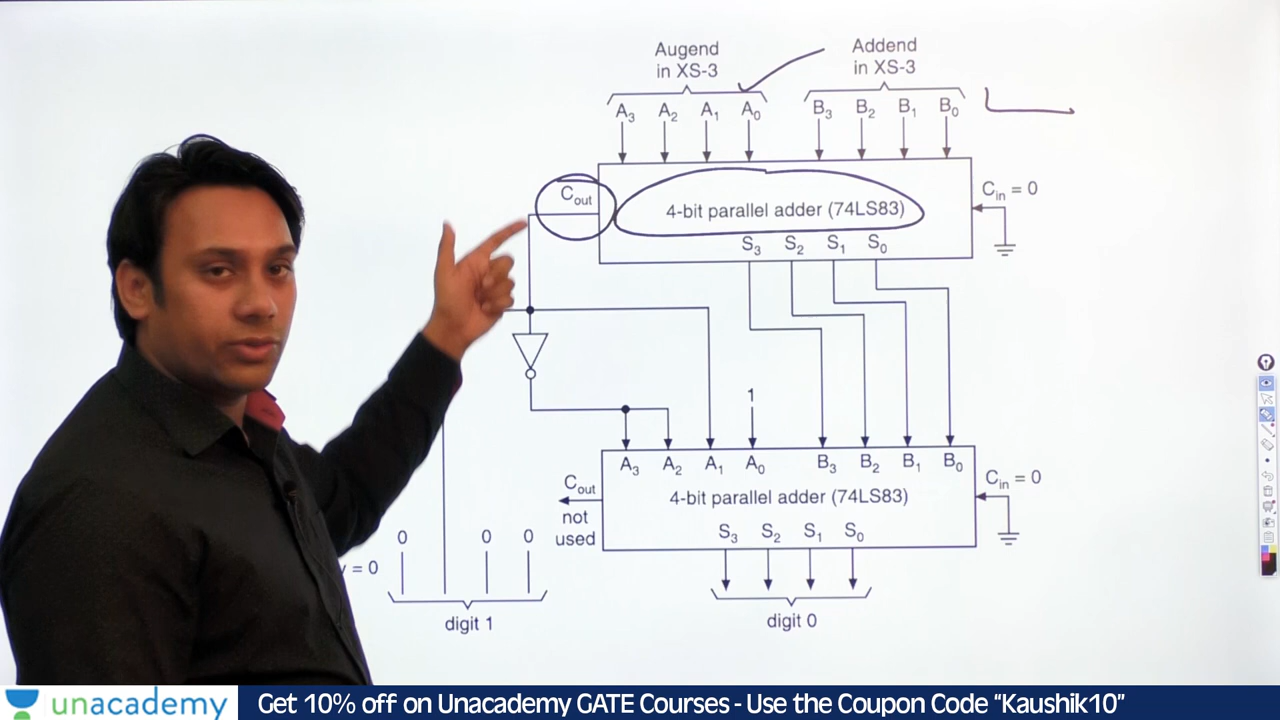 Augend
in XS-3
Addend
in XS-3
A3 A2 A1 A0 B3 B2 B1 B0
Cout
4-bit parallel adder (74LS83)
Cin = 0
S3 S2 S1 S0
1
A3 A2 A1 A0 B3 B2 B1 B0
Cout
not
used
4-bit parallel adder (74LS83)
Cin = 0
S3 S2 S1 S0
0 0 0
= 0
digit 1
digit 0
unacademy
Get 10% off on Unacademy GATE Courses - Use the Coupon Code “Kaushik10”